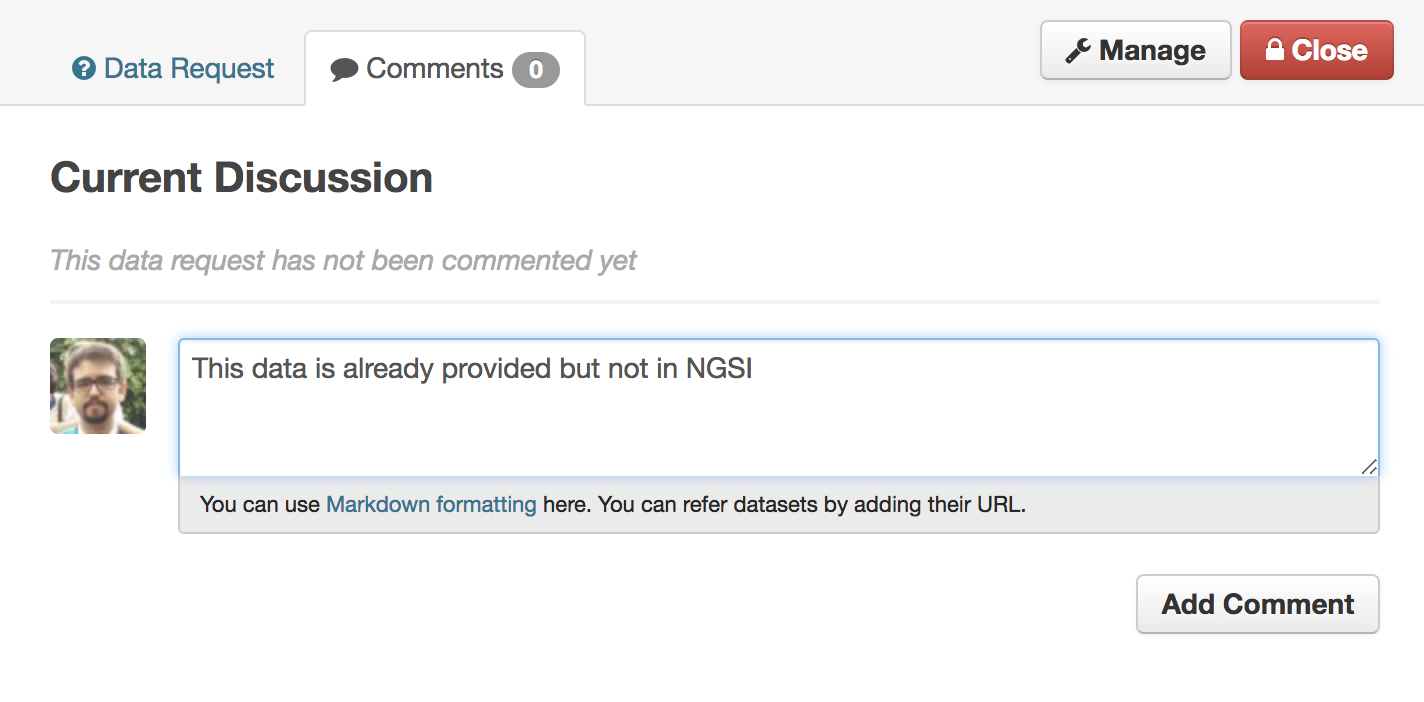 Data Request
Comments 0
Manage
Close
Current Discussion
This data request has not been commented yet
This data is already provided but not in NGSI
You can use Markdown formatting here. You can refer datasets by adding their URL.
Add Comment